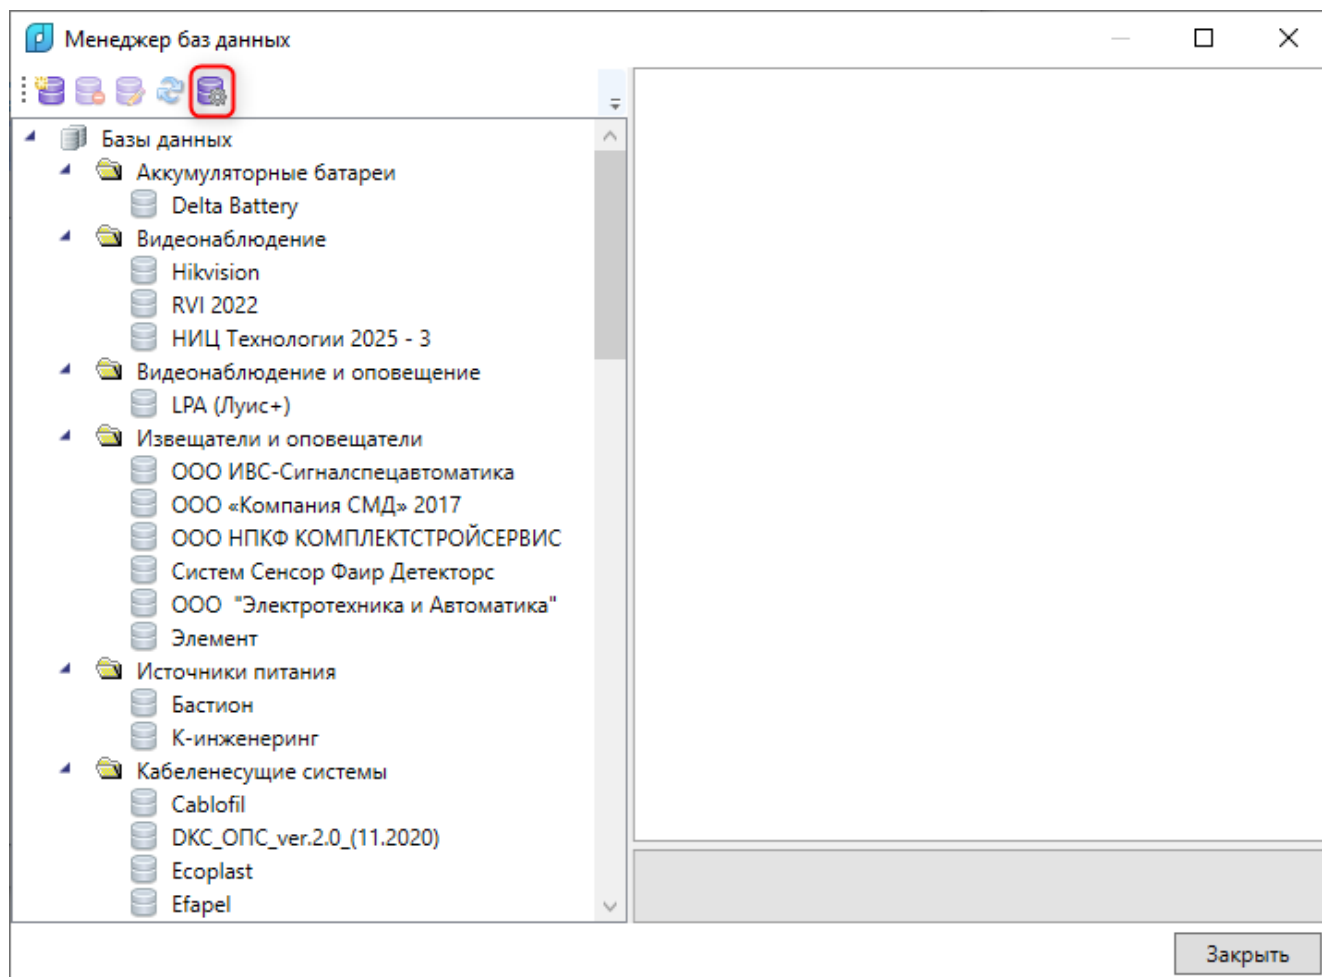 Менеджер баз данных
Базы данных
Аккумуляторные батареи
Delta Battery
Видеонаблюдение
Hikvision
RVI 2022
НИЦ Технологии 2025 - 3
Видеонаблюдение и оповещение
LPA (Луис+)
Извещатели и оповещатели
ООО ИВС-Сигналспецавтоматика
ООО «Компания СМД» 2017
ООО НПКФ КОМПЛЕКТСТРОЙСЕРВИС
Систем Сенсор Фаир Детекторс
ООО  "Электротехника и Автоматика"
Элемент
Источники питания
Бастион
К-инженеринг
Кабеленесущие системы
Cablofil
DKC_ОПС_ver.2.0_(11.2020)
Ecoplast
Efapel
Закрыть